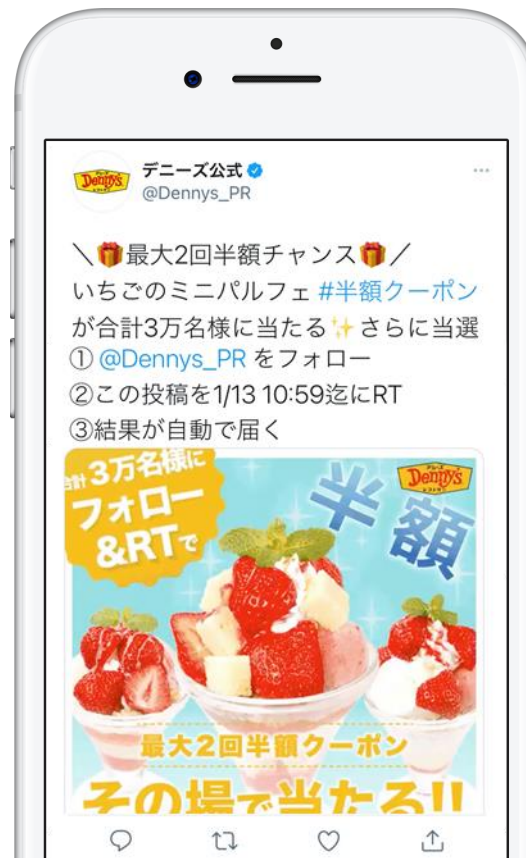 Denny's
デニーズ公式
@Dennys_PR
＼🎁最大2回半額チャンス🎁／
いちごのミニパルフェ #半額クーポン
が合計3万名様に当たる✨さらに当選
① @Dennys_PR をフォロー
②この投稿を1/13 10:59迄にRT
③結果が自動で届く
合計3万名様に
フォロー
&RTで
半額
Denny's
最大2回半額クーポン
その場で当たる!!